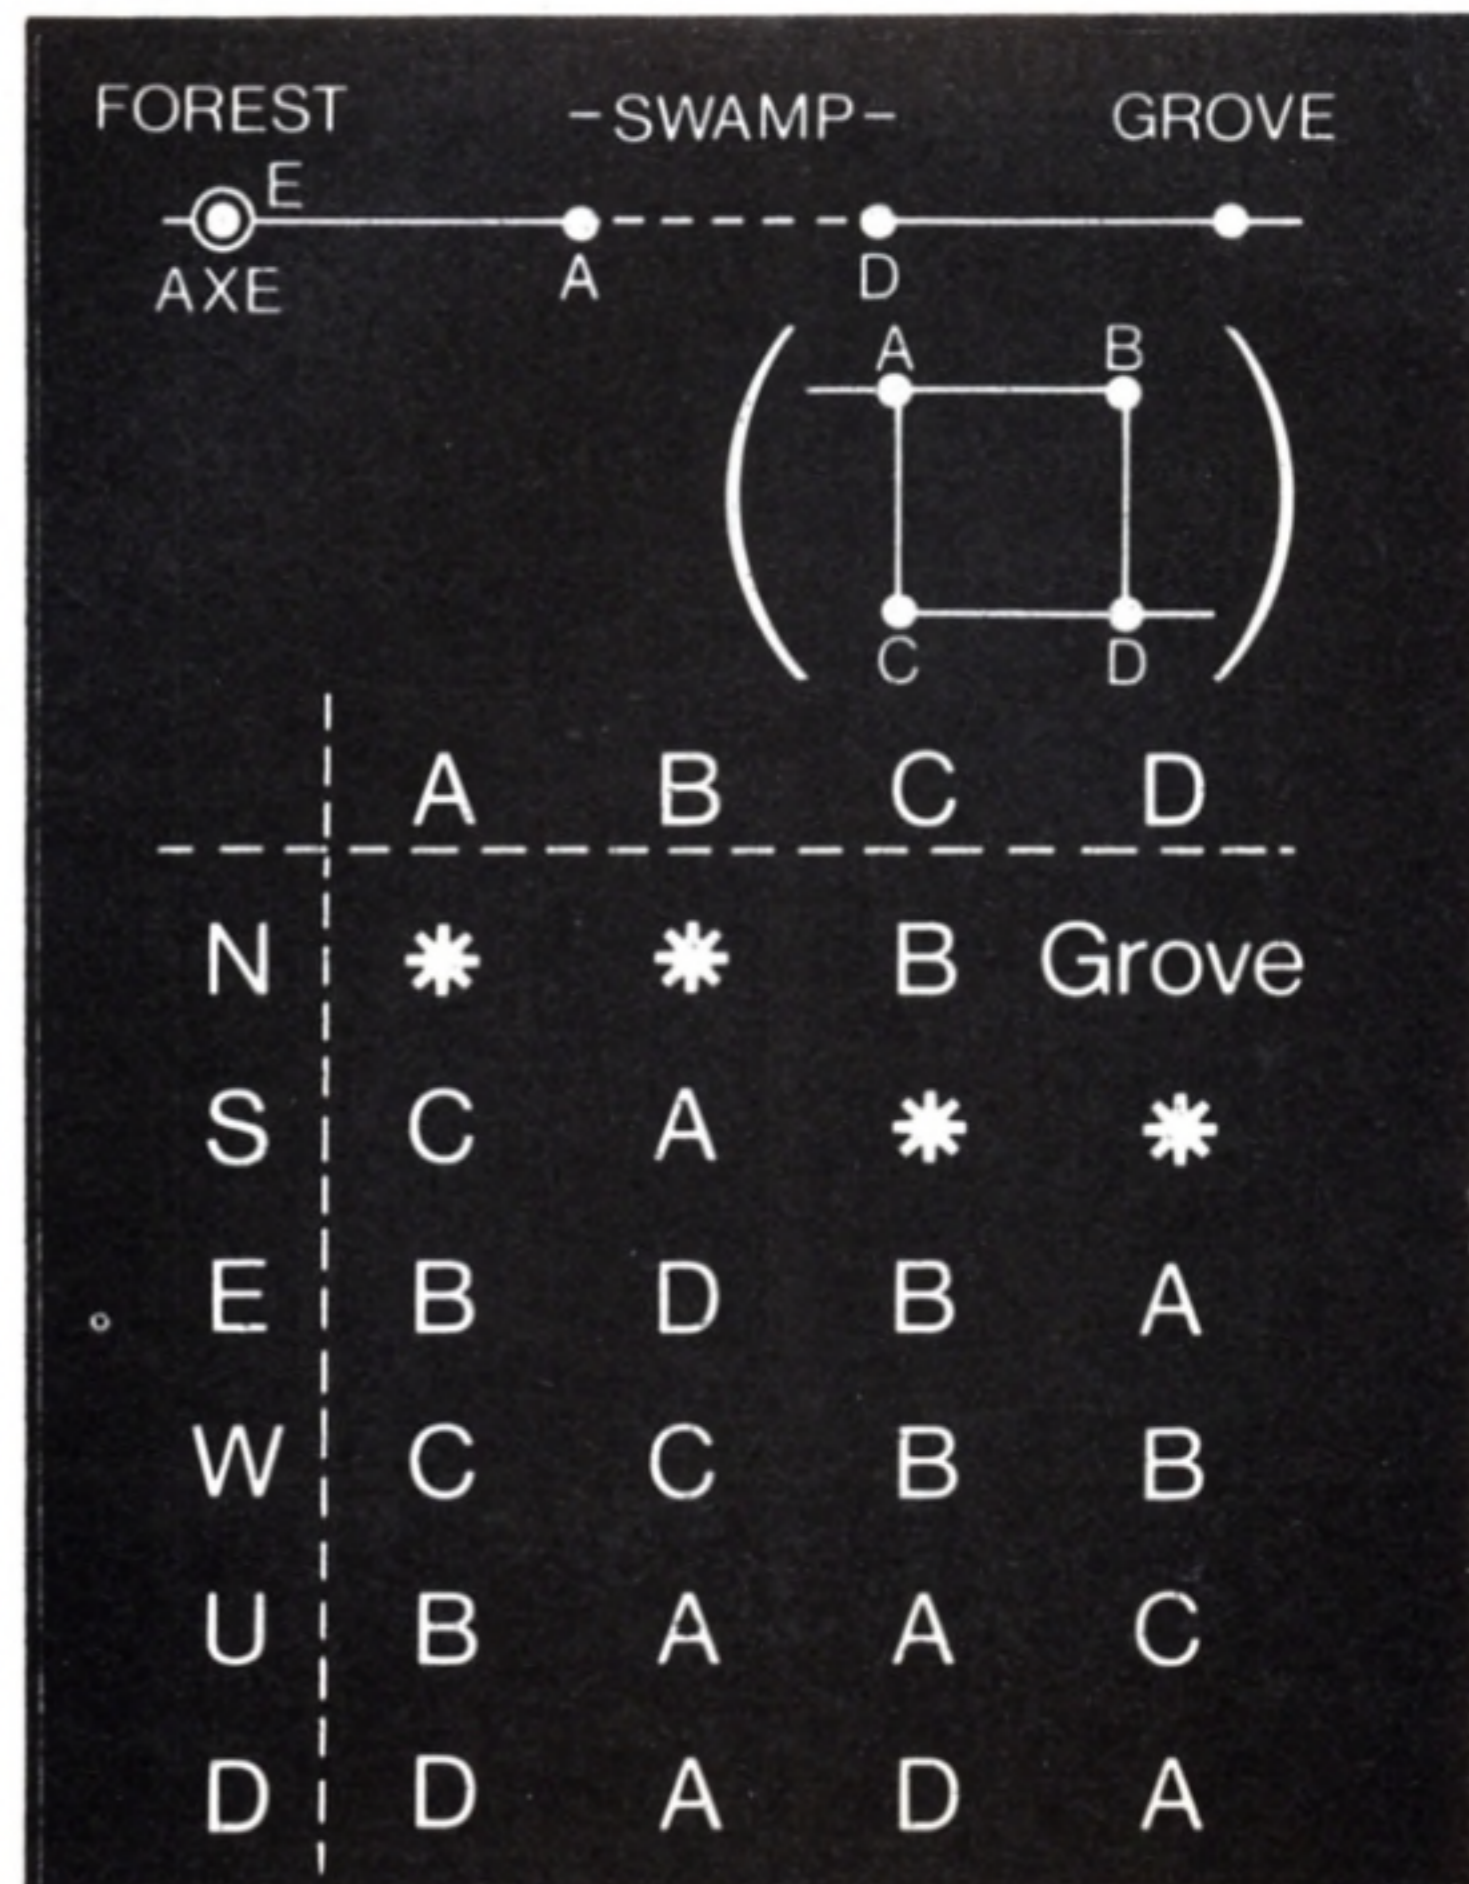 FOREST -SWAMP- GROVE
E
AXE A D
A B
C D
A B C D
N * * B Grove
S C A * *
E B D B A
W C C B B
U B A A C
D D A D A